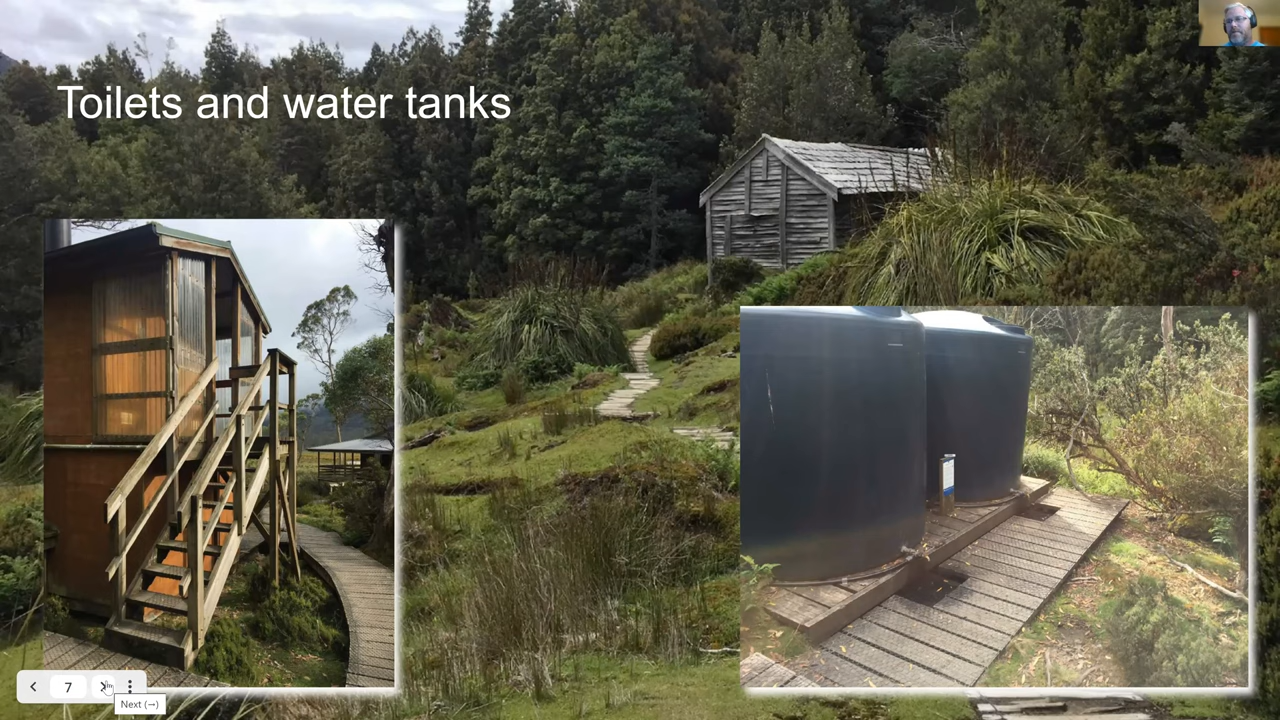 Toilets and water tanks
7
Next (→)